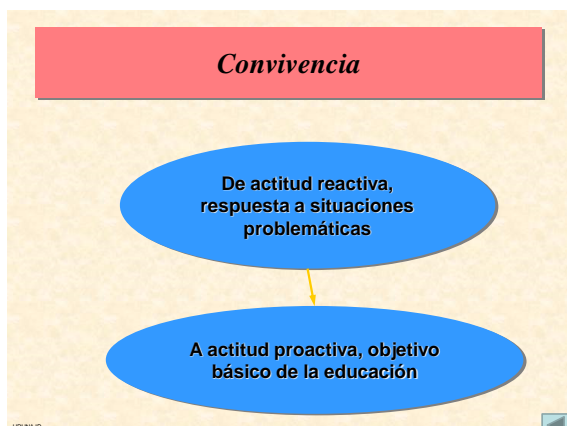 Convivencia
De actitud reactiva,
respuesta a situaciones
problemáticas
A actitud proactiva, objetivo
básico de la educación